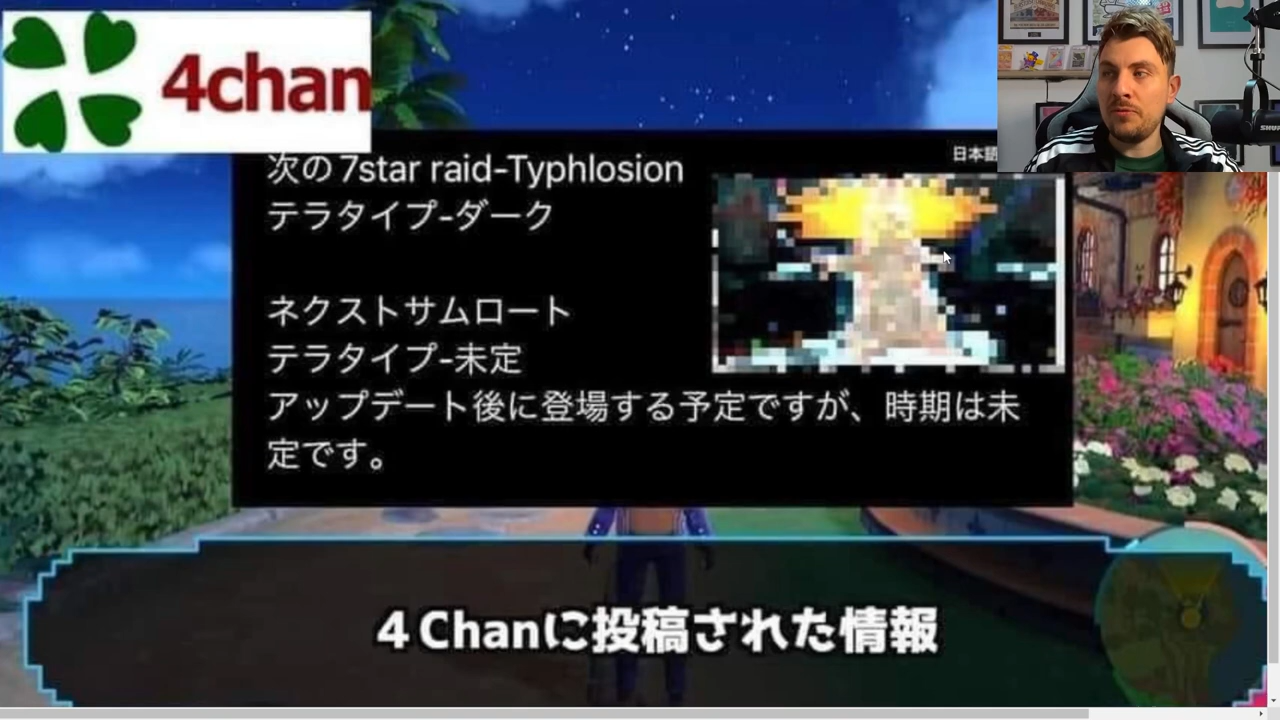 4chan
日本語
次の7star raid-Typhlosion
テラタイプ-ダーク
ネクストサムロート
テラタイプ-未定
アップデート後に登場する予定ですが、時期は未
定です。
4Chanに投稿された情報